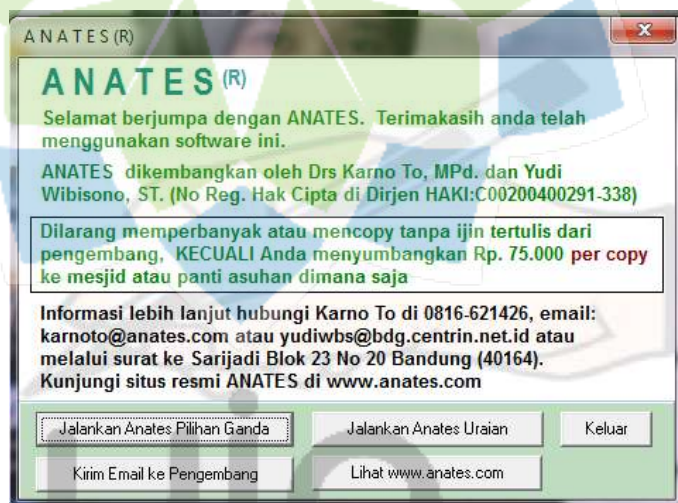 ANATES(R)
ANATES (R)
Selamat berjumpa dengan ANATES. Terimakasih anda telah
menggunakan software ini.
ANATES dikembangkan oleh Drs Karno To, MPd. dan Yudi
Wibisono, ST. (No Reg. Hak Cipta di Dirjen HAKI:C00200400291-338)
Dilarang memperbanyak atau mencopy tanpa ijin tertulis dari
pengembang, KECUALI Anda menyumbangkan Rp. 75.000 per copy
ke mesjid atau panti asuhan dimana saja
Informasi lebih lanjut hubungi Karno To di 0816-621426, email:
karnoto@anates.com atau yudiwbs@bdg.centrin.net.id atau
melalui surat ke Sarijadi Blok 23 No 20 Bandung (40164).
Kunjungi situs resmi ANATES di www.anates.com
Jalankan Anates Pilihan Ganda Jalankan Anates Uraian Keluar
Kirim Email ke Pengembang Lihat www.anates.com